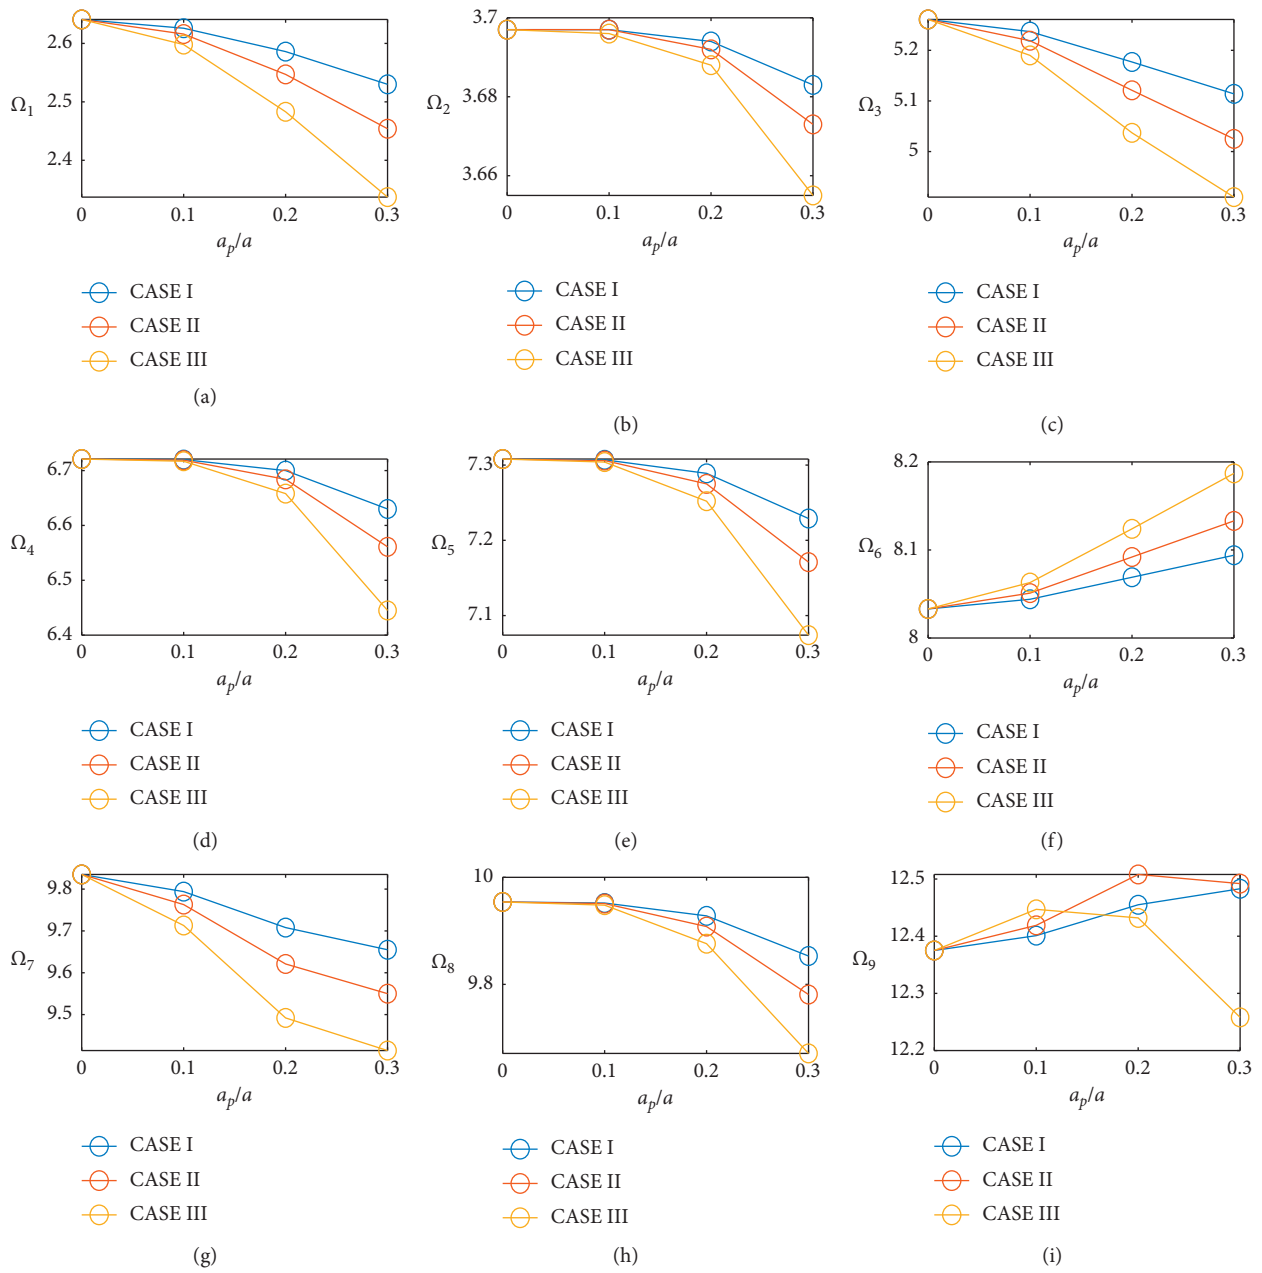 2.6
2.5
2.4
Ω1
0 0.1 0.2 0.3
ap/a
CASE I
CASE II
CASE III
(a)
3.7
3.68
3.66
Ω2
0 0.1 0.2 0.3
ap/a
CASE I
CASE II
CASE III
(b)
5.2
5.1
5
Ω3
0 0.1 0.2 0.3
ap/a
CASE I
CASE II
CASE III
(c)
6.7
6.6
6.5
6.4
Ω4
0 0.1 0.2 0.3
ap/a
CASE I
CASE II
CASE III
(d)
7.3
7.2
7.1
Ω5
0 0.1 0.2 0.3
ap/a
CASE I
CASE II
CASE III
(e)
8.2
8.1
8
Ω6
0 0.1 0.2 0.3
ap/a
CASE I
CASE II
CASE III
(f)
9.8
9.7
9.6
9.5
Ω7
0 0.1 0.2 0.3
ap/a
CASE I
CASE II
CASE III
(g)
10
9.8
Ω8
0 0.1 0.2 0.3
ap/a
CASE I
CASE II
CASE III
(h)
12.5
12.4
12.3
12.2
Ω9
0 0.1 0.2 0.3
ap/a
CASE I
CASE II
CASE III
(i)